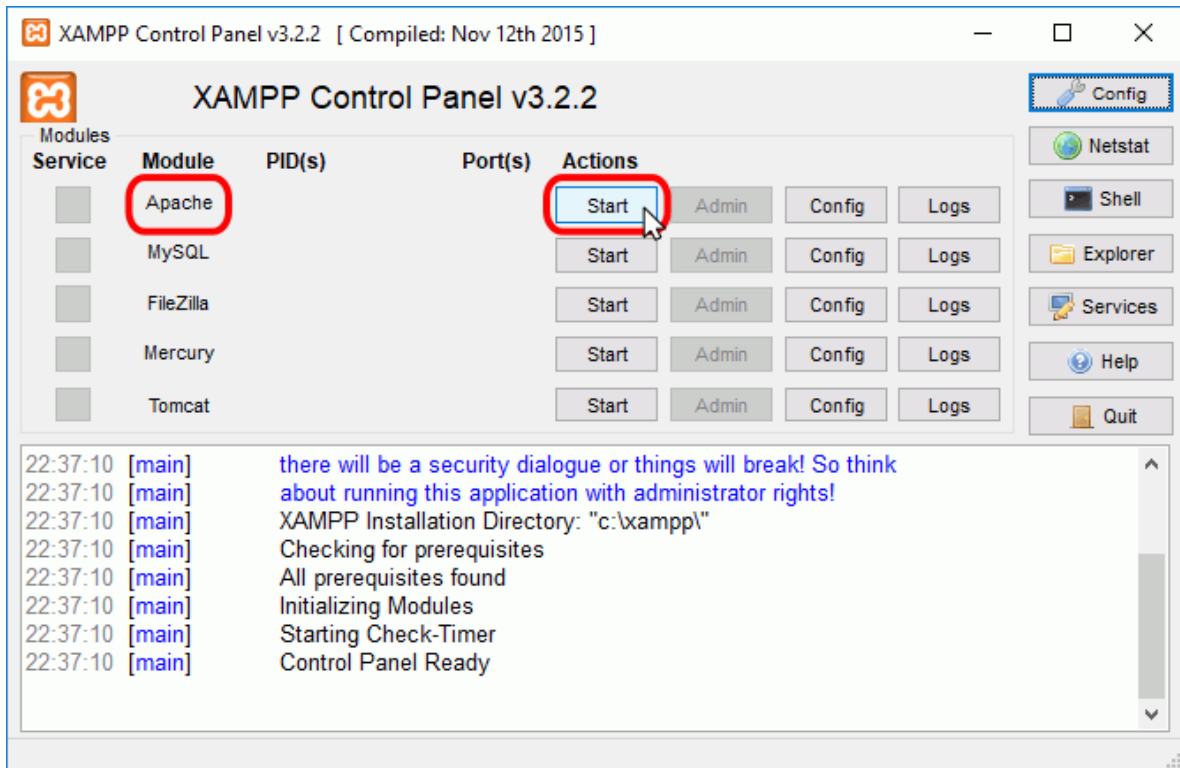 XAMPP Control Panel v3.2.2 [ Compiled: Nov 12th 2015 ]
XAMPP Control Panel v3.2.2
Config
Modules
Service Module PID(s) Port(s) Actions
Netstat
Apache Start Admin Config Logs
Shell
MySQL Start Admin Config Logs
Explorer
FileZilla Start Admin Config Logs
Services
Mercury Start Admin Config Logs
Help
Tomcat Start Admin Config Logs
Quit
22:37:10 [main] there will be a security dialogue or things will break! So think
22:37:10 [main] about running this application with administrator rights!
22:37:10 [main] XAMPP Installation Directory: "c:\xampp\"
22:37:10 [main] Checking for prerequisites
22:37:10 [main] All prerequisites found
22:37:10 [main] Initializing Modules
22:37:10 [main] Starting Check-Timer
22:37:10 [main] Control Panel Ready